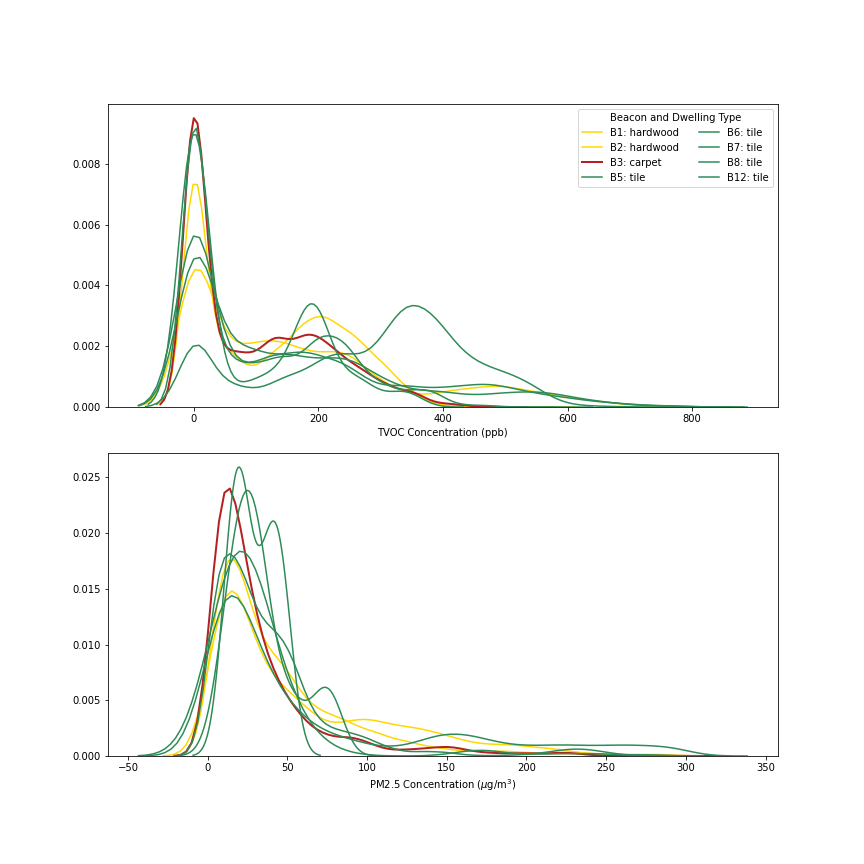 Beacon and Dwelling Type
B1: hardwood B6: tile
B2: hardwood B7: tile
B3: carpet B8: tile
B5: tile B12: tile
0.008
0.006
0.004
0.002
0.000
0 200 400 600 800
TVOC Concentration (ppb)
0.025
0.020
0.015
0.010
0.005
0.000
−50 0 50 100 150 200 250 300 350
PM2.5 Concentration (μg/m³)